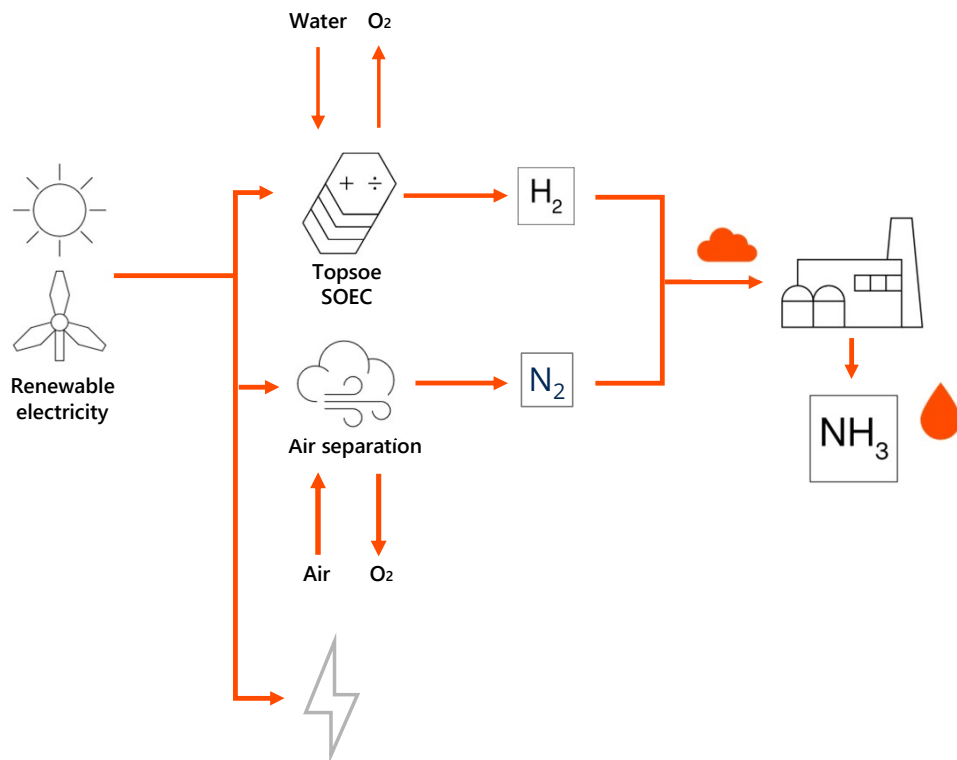 Water O₂
+ ÷
H₂
Topsoe
SOEC
Renewable
electricity
N₂
Air separation
NH₃
Air O₂